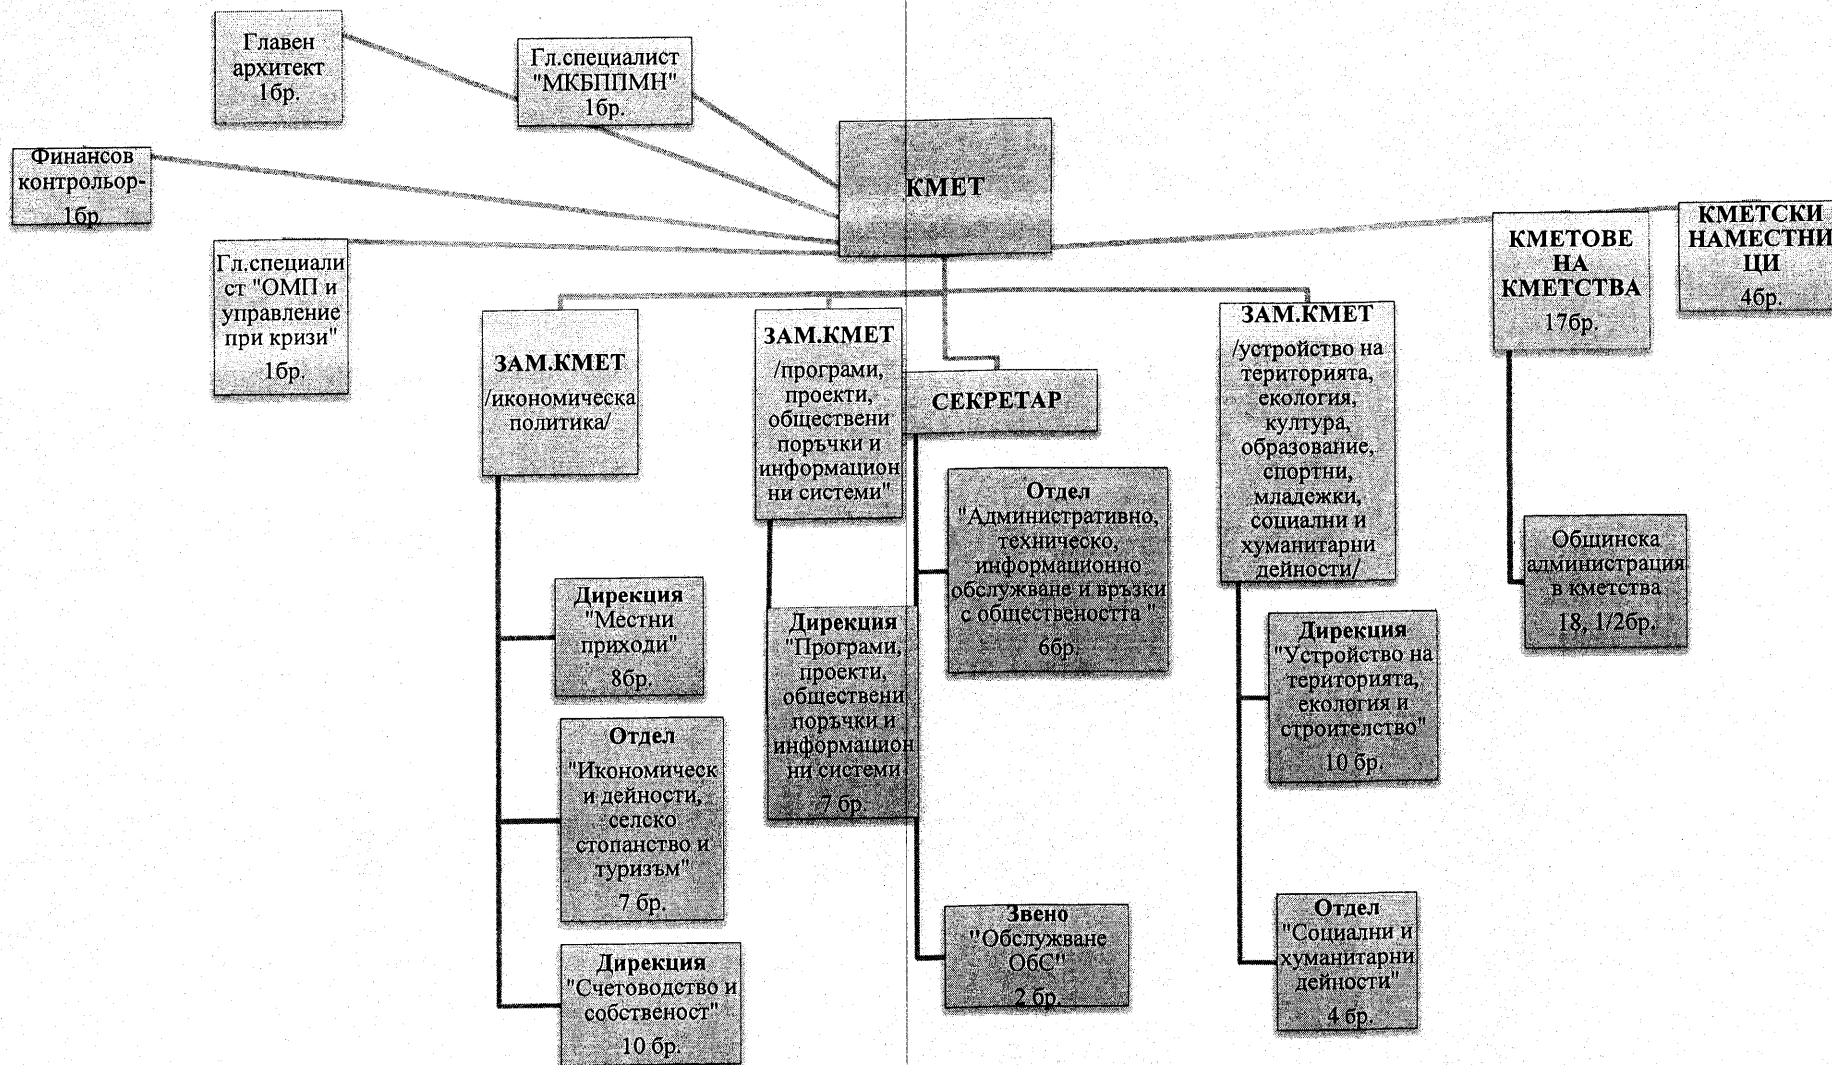 Главен
архитект
1бр.
Гл.специалист
"МКБППМН"
1бр.
КМЕТ
Финансов
контрольор-
1бр.
Гл.специали
ст "ОМП и
управление
при кризи"
1бр.
КМЕТОВЕ
НА
КМЕТСТВА
17бр.
КМЕТСКИ
НАМЕСТНИ
ЦИ
4бр.
ЗАМ.КМЕТ
/икономическа
политика/
ЗАМ.КМЕТ
/програми,
проекти,
обществени
поръчки и
информацион
ни системи"
СЕКРЕТАР
ЗАМ.КМЕТ
/устройство на
територията,
екология,
култура,
образование,
спортни,
младежки,
социални и
хуманитарни
дейности/
Дирекция
"Местни
приходи"
8бр.
Отдел
"Икономическ
и дейности,
селско
стопанство и
туризъм"
7 бр.
Дирекция
"Счетоводство и
собственост"
10 бр.
Дирекция
"Програми,
проекти,
обществени
поръчки и
информацион
ни системи
7 бр.
Отдел
"Административно,
техническо,
информационно
обслужване и връзки
с обществеността "
6бр.
Звено
"Обслужване
ОбС"
2 бр.
Дирекция
"Устройство на
територията,
екология и
строителство"
10 бр.
Отдел
"Социални и
хуманитарни
дейности"
4 бр.
Общинска
администрация
в кметства
18, 1/2бр.